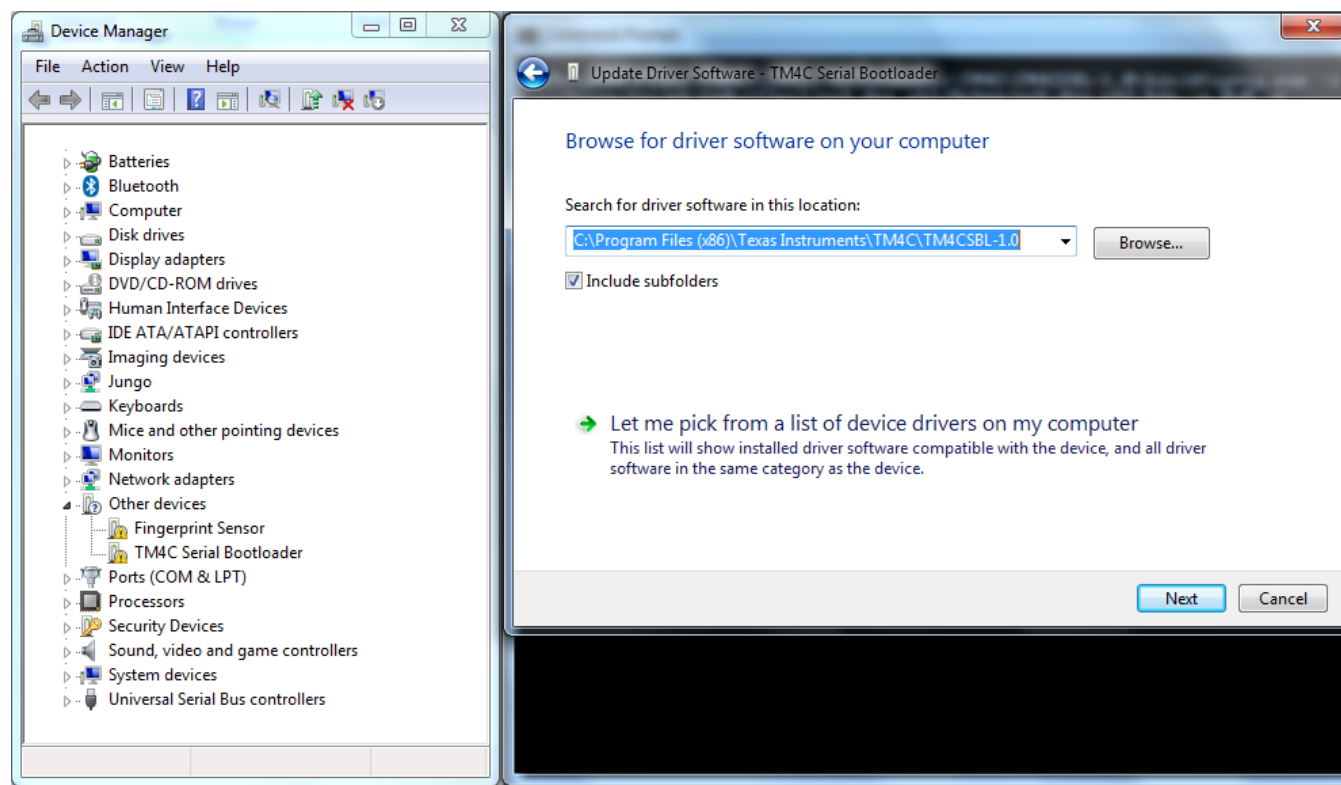 Device Manager
File Action View Help
Batteries
Bluetooth
Computer
Disk drives
Display adapters
DVD/CD-ROM drives
Human Interface Devices
IDE ATA/ATAPI controllers
Imaging devices
Jungo
Keyboards
Mice and other pointing devices
Monitors
Network adapters
Other devices
Fingerprint Sensor
TM4C Serial Bootloader
Ports (COM & LPT)
Processors
Security Devices
Sound, video and game controllers
System devices
Universal Serial Bus controllers
Command Prompt
Update Driver Software - TM4C Serial Bootloader
Browse for driver software on your computer
Search for driver software in this location:
C:\Program Files (x86)\Texas Instruments\TM4C\TM4CSBL-1.0
Browse...
Include subfolders
Let me pick from a list of device drivers on my computer
This list will show installed driver software compatible with the device, and all driver
software in the same category as the device.
Next Cancel